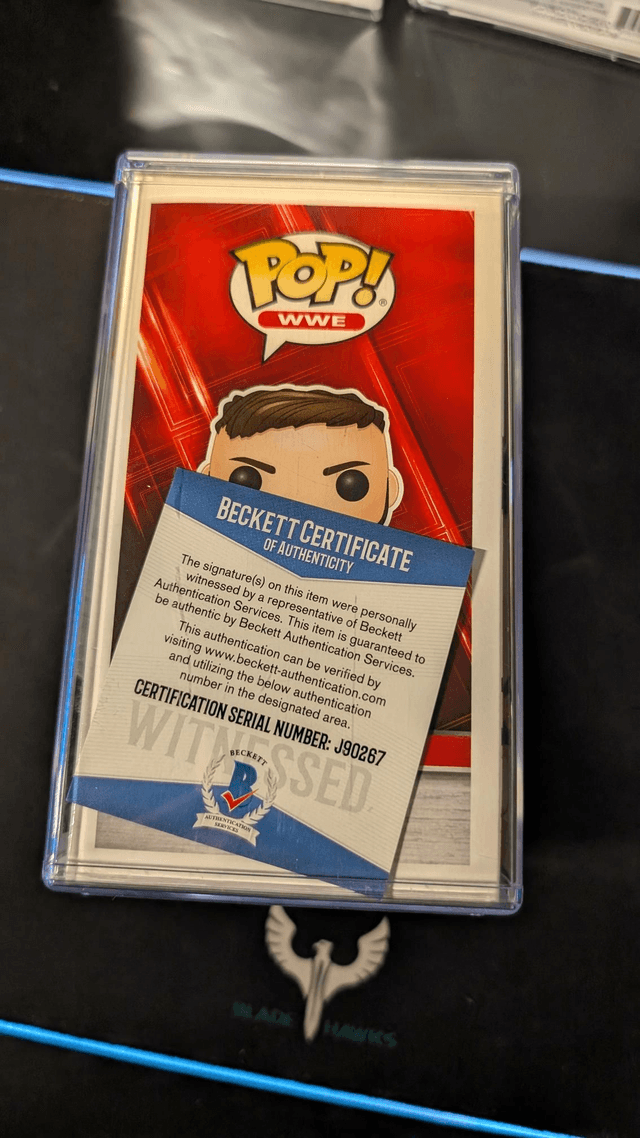 POP!®
WWE
BECKETT CERTIFICATE
OF AUTHENTICITY
The signature(s) on this item were personally
witnessed by a representative of Beckett
Authentication Services. This item is guaranteed to
be authentic by Beckett Authentication Services.
This authentication can be verified by
visiting www.beckett-authentication.com
and utilizing the below authentication
number in the designated area.
CERTIFICATION SERIAL NUMBER: J90267
WITNESSED
BECKETT
B
AUTHENTICATION
SERVICES
BLACK HAWKS